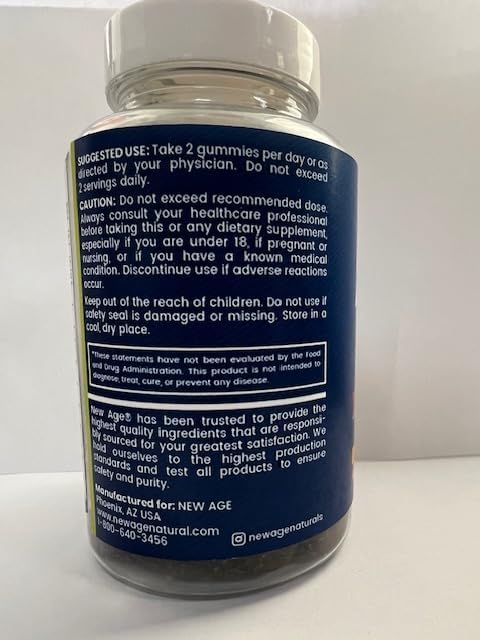 SUGGESTED USE: Take 2 gummies per day or as
directed by your physician. Do not exceed
2 servings daily.
CAUTION: Do not exceed recommended dose.
Always consult your healthcare professional
before taking this or any dietary supplement,
especially if you are under 18, if pregnant or
nursing, or if you have a known medical
condition. Discontinue use if adverse reactions
occur.
Keep out of the reach of children. Do not use if
safety seal is damaged or missing. Store in a
cool, dry place.
*These statements have not been evaluated by the Food
and Drug Administration. This product is not intended to
diagnose, treat, cure, or prevent any disease.
New Age® has been trusted to provide the
highest quality ingredients that are responsi-
bly sourced for your greatest satisfaction. We
hold ourselves to the highest production
standards and test all products to ensure
safety and purity.
Manufactured for: NEW AGE
Phoenix, AZ USA
www.newagenatural.com
1-800-640-3456
newagenaturals